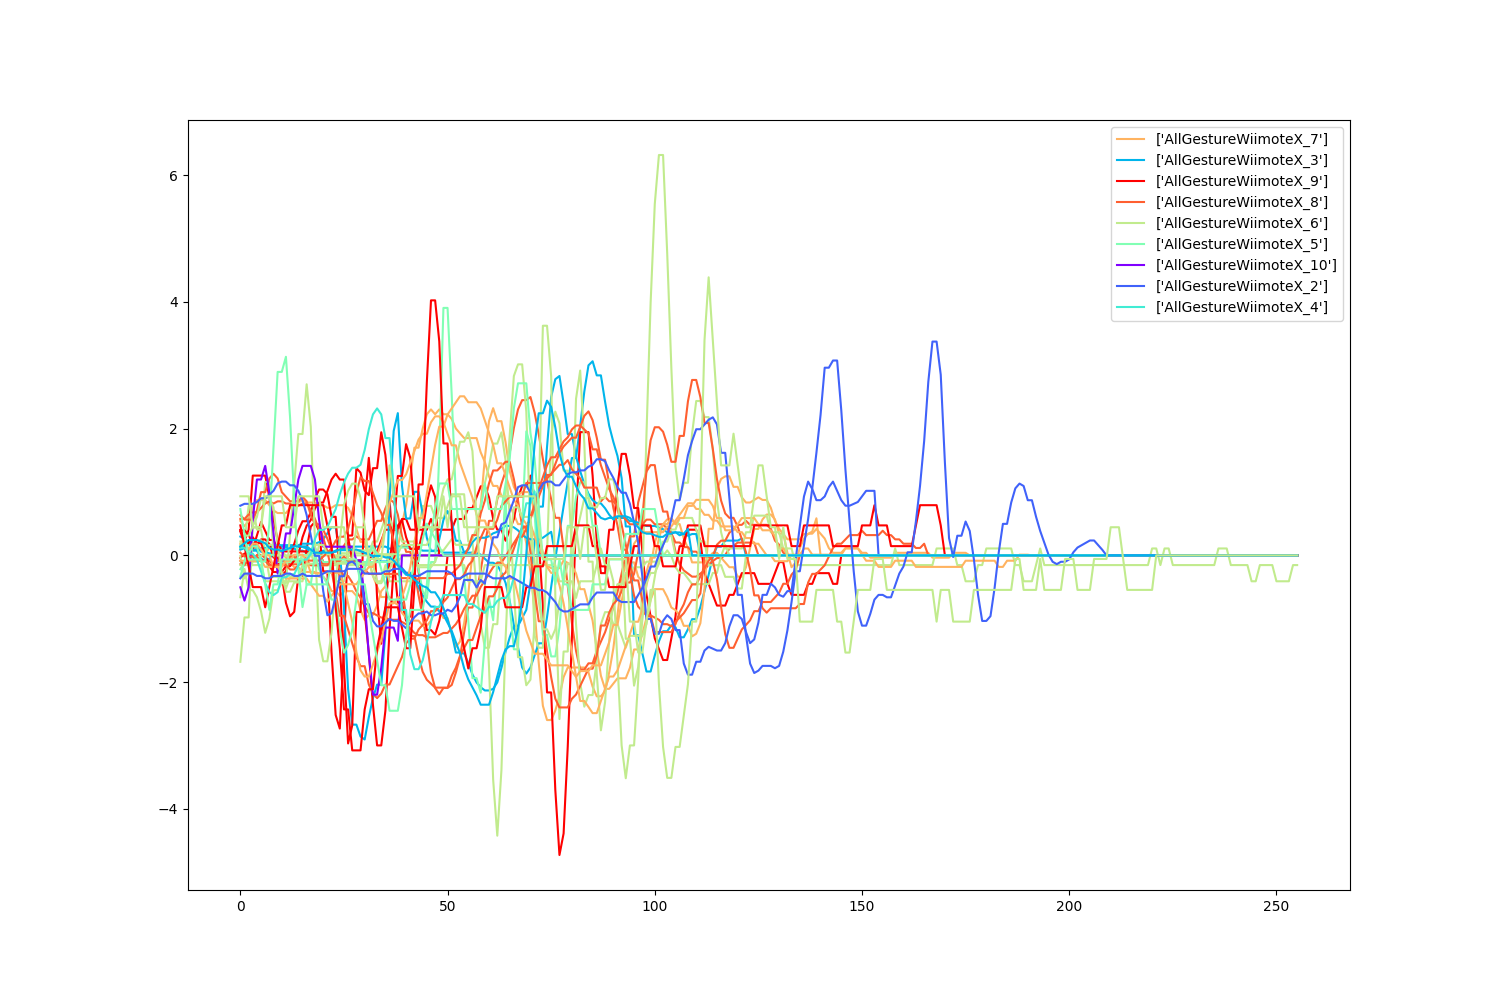 ['AllGestureWiimoteX_7']
['AllGestureWiimoteX_3']
['AllGestureWiimoteX_9']
['AllGestureWiimoteX_8']
['AllGestureWiimoteX_6']
['AllGestureWiimoteX_5']
['AllGestureWiimoteX_10']
['AllGestureWiimoteX_2']
['AllGestureWiimoteX_4']
6
4
2
0
−2
−4
0 50 100 150 200 250